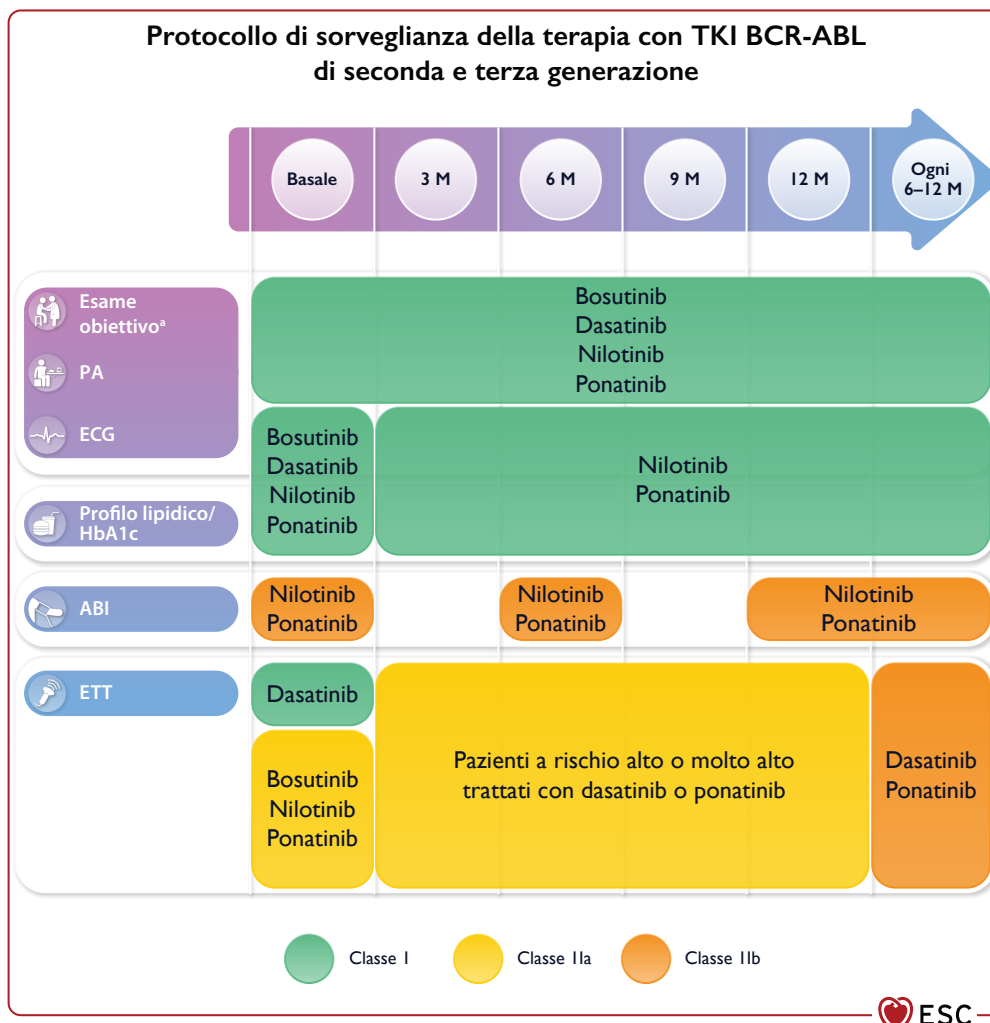 Protocollo di sorveglianza della terapia con TKI BCR-ABL
di seconda e terza generazione
Basale
3 M
6 M
9 M
12 M
Ogni
6–12 M
Esame
obiettivoᵃ
PA
ECG
Bosutinib
Dasatinib
Nilotinib
Ponatinib
Bosutinib
Dasatinib
Nilotinib
Ponatinib
Nilotinib
Ponatinib
Profilo lipidico/
HbA1c
ABI
Nilotinib
Ponatinib
Nilotinib
Ponatinib
Nilotinib
Ponatinib
ETT
Dasatinib
Bosutinib
Nilotinib
Ponatinib
Pazienti a rischio alto o molto alto
trattati con dasatinib o ponatinib
Dasatinib
Ponatinib
Classe 1
Classe 1Ia
Classe 1Ib
ESC